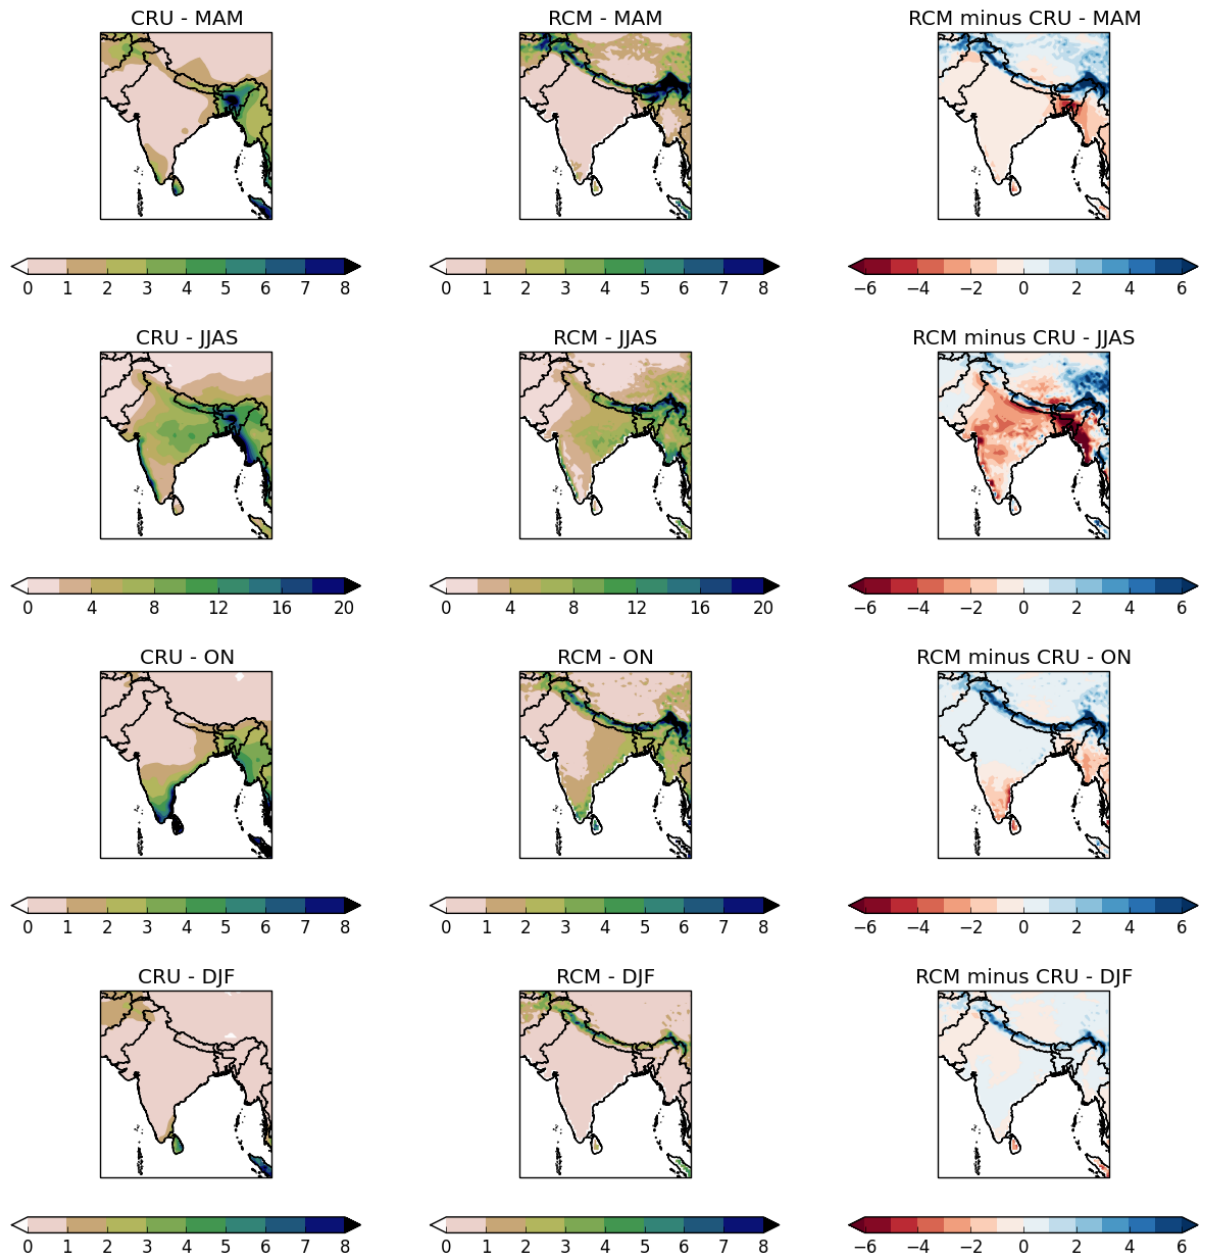 CRU - MAM RCM - MAM RCM minus CRU - MAM
0 1 2 3 4 5 6 7 8 0 1 2 3 4 5 6 7 8 −6 −4 −2 0 2 4 6
CRU - JJAS RCM - JJAS RCM minus CRU - JJAS
0 4 8 12 16 20 0 4 8 12 16 20 −6 −4 −2 0 2 4 6
CRU - ON RCM - ON RCM minus CRU - ON
0 1 2 3 4 5 6 7 8 0 1 2 3 4 5 6 7 8 −6 −4 −2 0 2 4 6
CRU - DJF RCM - DJF RCM minus CRU - DJF
0 1 2 3 4 5 6 7 8 0 1 2 3 4 5 6 7 8 −6 −4 −2 0 2 4 6